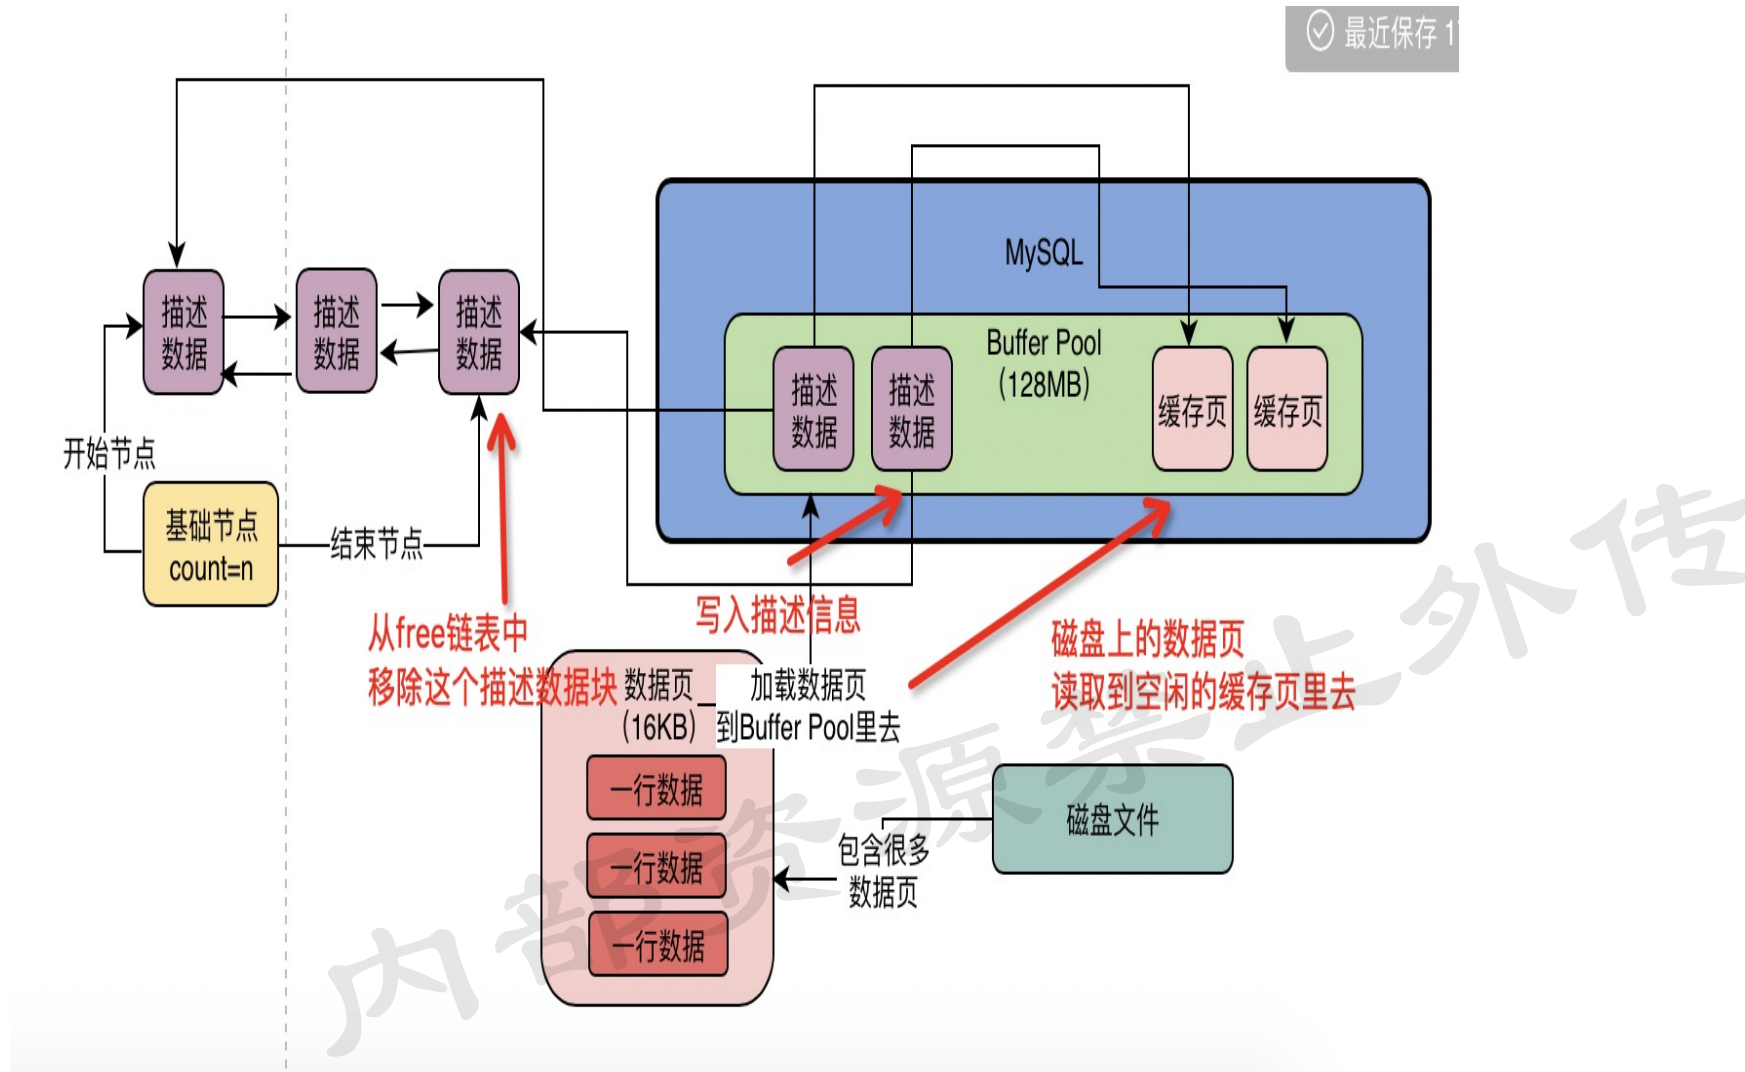 最近保存 1
MySQL
Buffer Pool
(128MB)
描述
数据
描述
数据
描述
数据
描述
数据
描述
数据
缓存页
缓存页
开始节点
基础节点
count=n
结束节点
从free链表中
移除这个描述数据块
写入描述信息
磁盘上的数据页
读取到空闲的缓存页里去
数据页
(16KB)
加载数据页
到Buffer Pool里去
一行数据
一行数据
一行数据
包含很多
数据页
磁盘文件
内部资源禁止外传